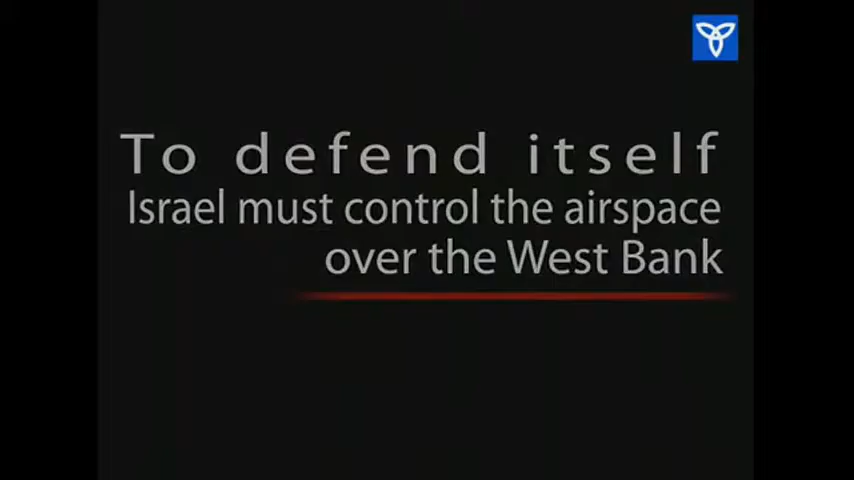 To defend itself
Israel must control the airspace
over the West Bank